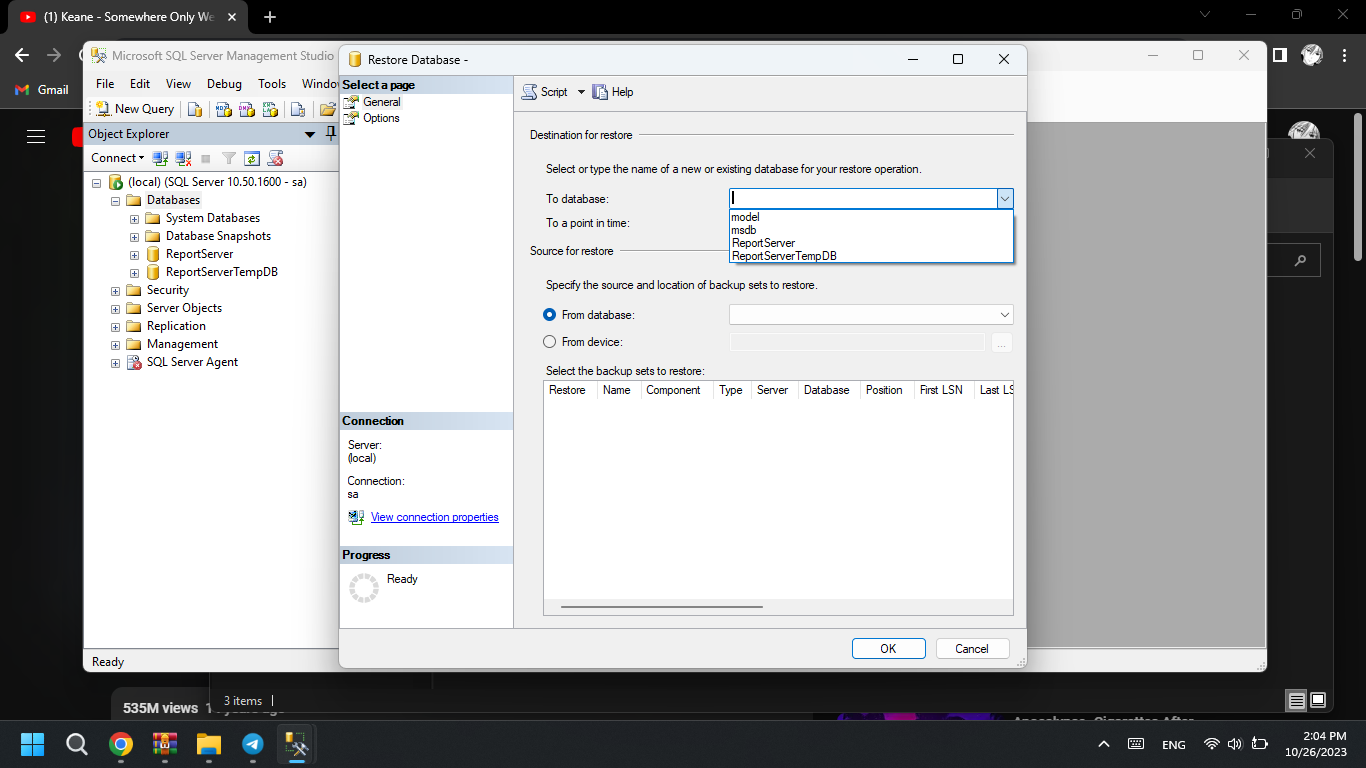 (1) Keane - Somewhere Only We
Gmail
Microsoft SQL Server Management Studio
File Edit View Debug Tools Window
New Query
Object Explorer
Connect
(local) (SQL Server 10.50.1600 - sa)
Databases
System Databases
Database Snapshots
ReportServer
ReportServerTempDB
Security
Server Objects
Replication
Management
SQL Server Agent
Ready
Restore Database -
Select a page
General
Options
Connection
Server:
(local)
Connection:
sa
View connection properties
Progress
Ready
Script Help
Destination for restore
Select or type the name of a new or existing database for your restore operation.
To database:
model
msdb
ReportServer
ReportServerTempDB
To a point in time:
Source for restore
Specify the source and location of backup sets to restore.
From database:
From device:
...
Select the backup sets to restore:
Restore Name Component Type Server Database Position First LSN Last LS
OK Cancel
3 items
535M views
ENG
2:04 PM
10/26/2023